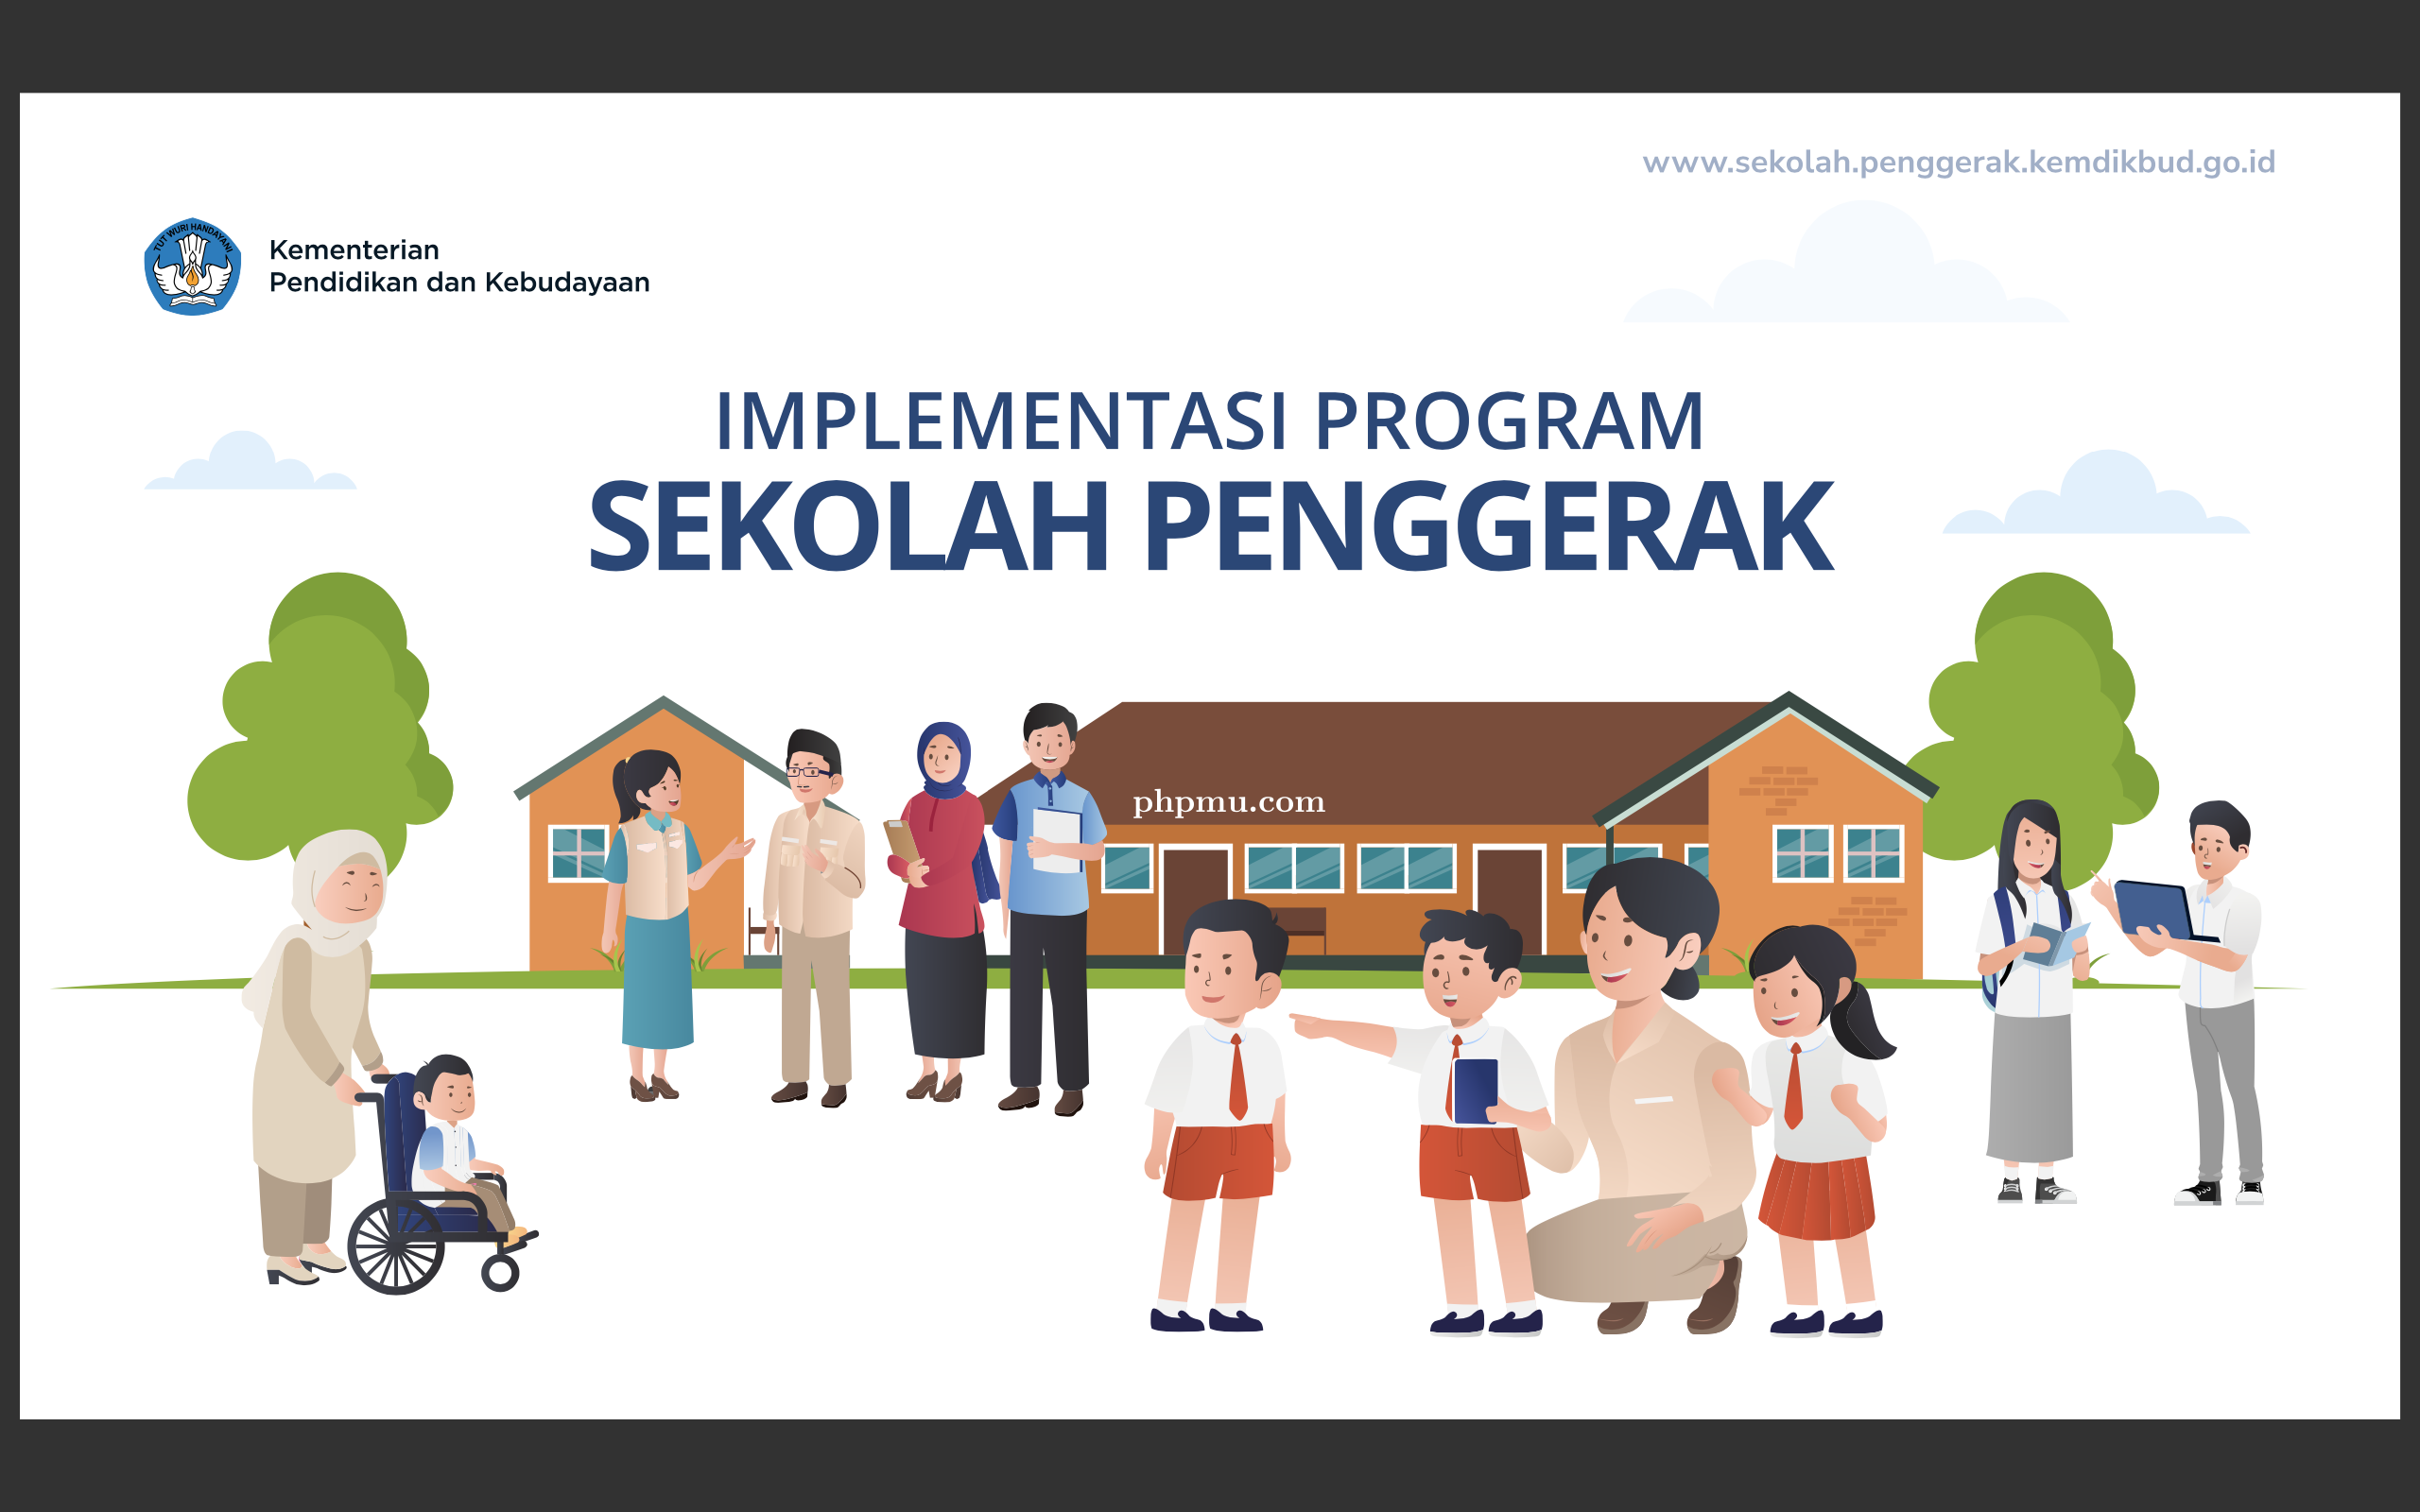 www.sekolah.penggerak.kemdikbud.go.id
TUT WURI HANDAYANI
Kementerian
Pendidikan dan Kebudayaan
IMPLEMENTASI PROGRAM
SEKOLAH PENGGERAK
phpmu.com